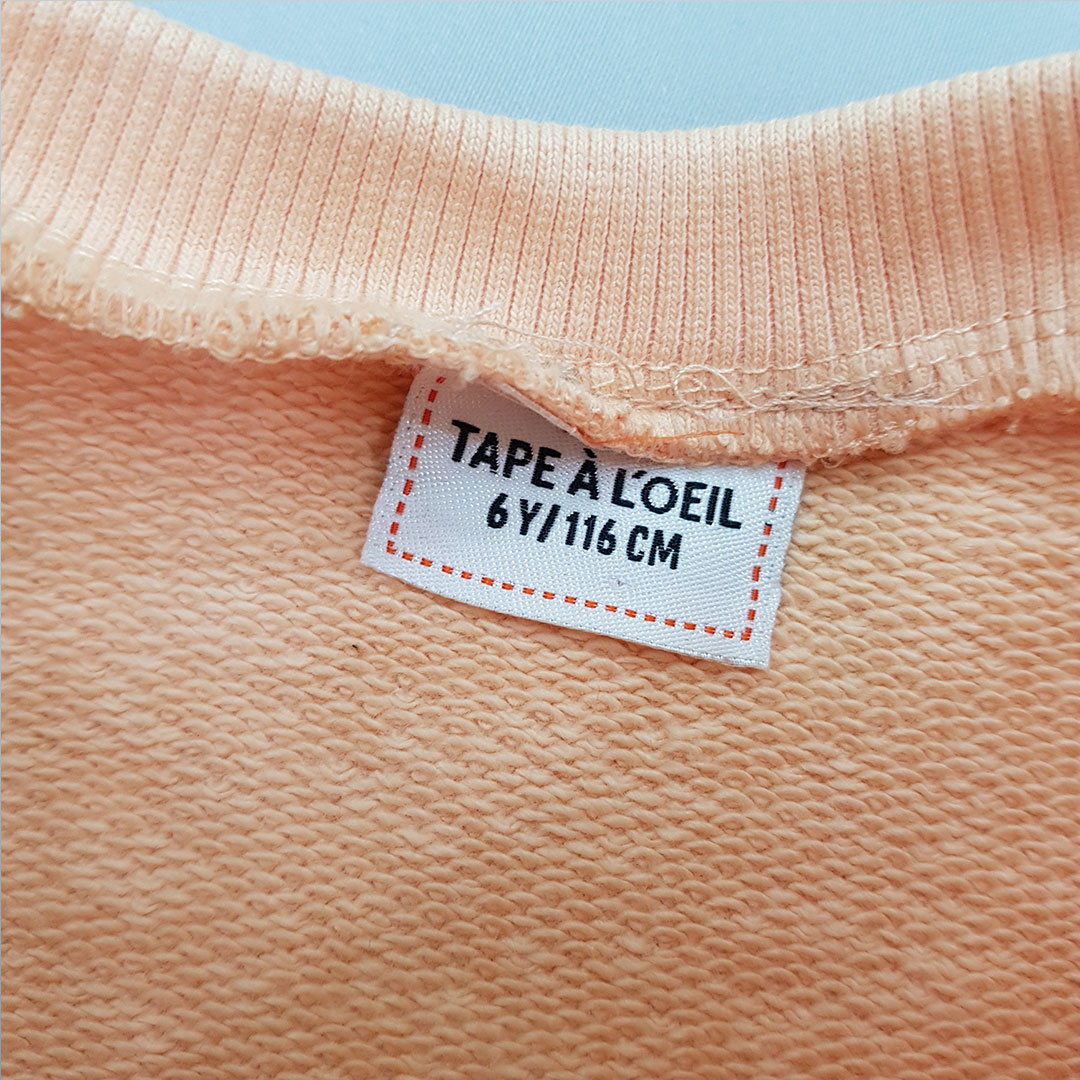 TAPE À L'OEIL
6 Y/116 CM